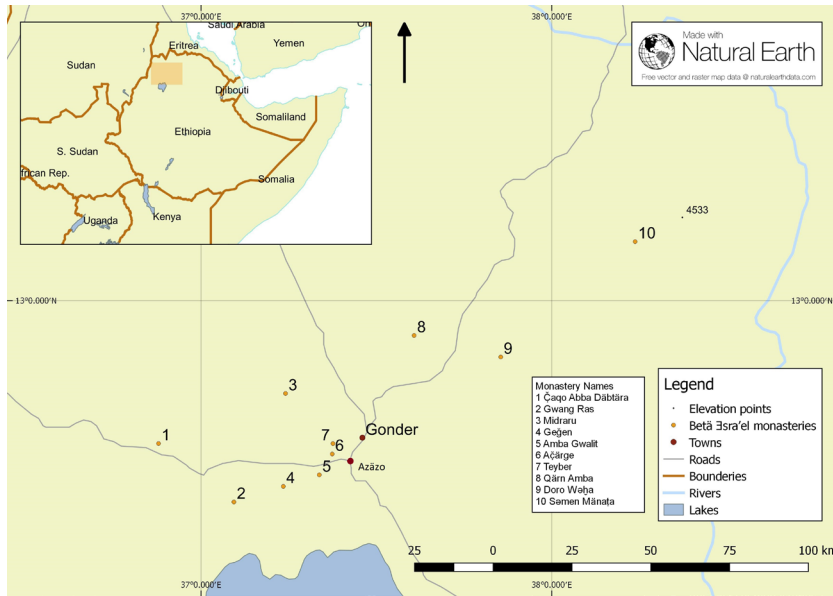 37°0.000'E
38°0.000'E
Saudi Arabia
Eritrea
Yemen
Sudan
Djibouti
Somaliland
Ethiopia
S. Sudan
frican Rep.
Somalia
Uganda
Kenya
Made with
Natural Earth
Free vector and raster map data @ naturalearthdata.com
4533
10
13°0.000'N
13°0.000'N
8
9
3
1
7
Gonder
6
Azäzo
5
4
2
Monastery Names
1 Čaqo Abba Däbtära
2 Gwang Ras
3 Midraru
4 Geğen
5 Amba Gwalit
6 Ačärge
7 Teyber
8 Qärn Amba
9 Doro Wǝḫa
10 Sǝmen Mänaṭa
Legend
Elevation points
Betä Ǝsra'el monasteries
Towns
Roads
Bounderies
Rivers
Lakes
25 0 25 50 75 100 km
37°0.000'E
38°0.000'E